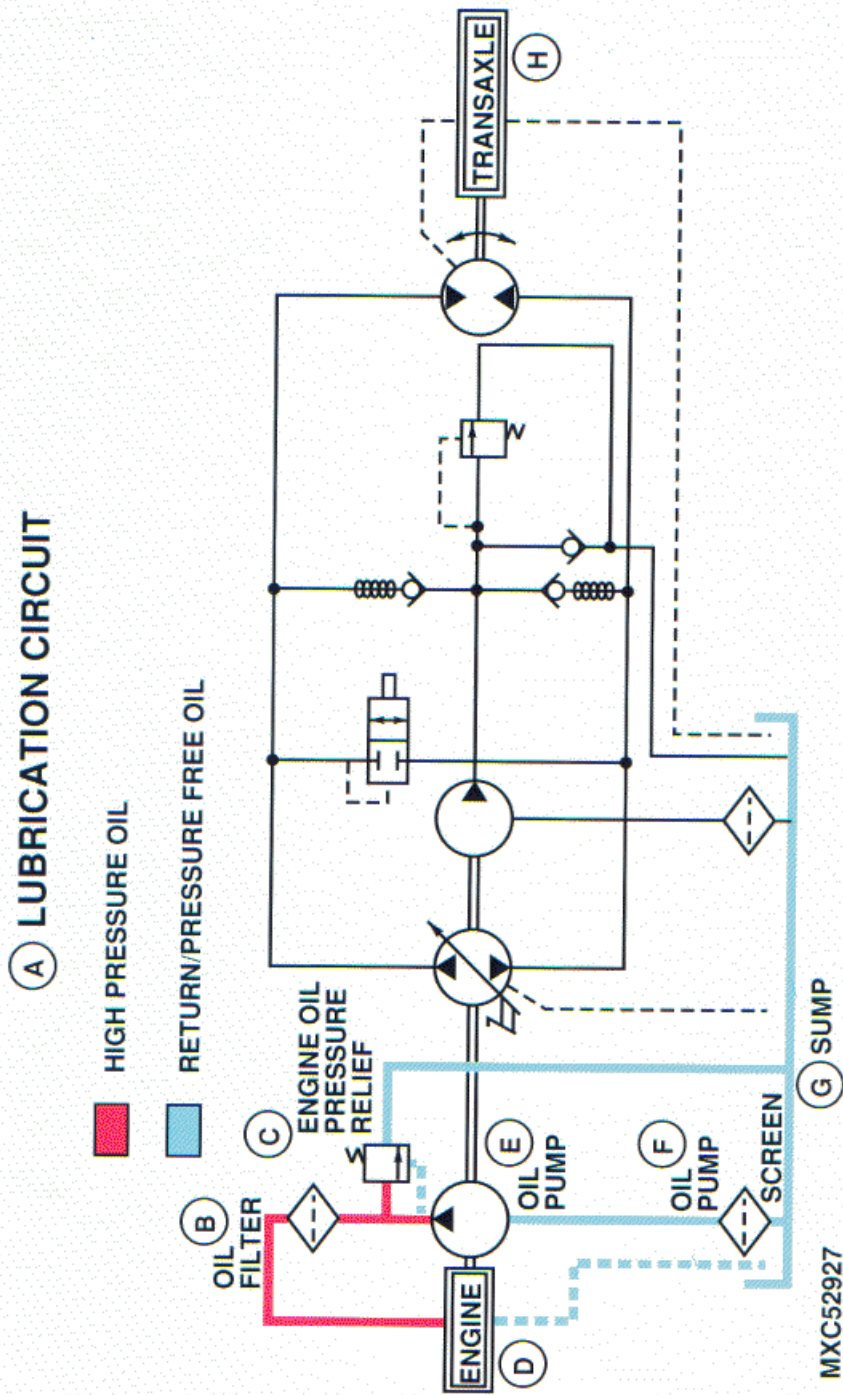 A LUBRICATION CIRCUIT
HIGH PRESSURE OIL
RETURN/PRESSURE FREE OIL
B
OIL
FILTER
C
ENGINE OIL
PRESSURE
RELIEF
ENGINE
D
E
OIL
PUMP
F
OIL
PUMP
SCREEN
G SUMP
TRANSAXLE
H
MXC52927